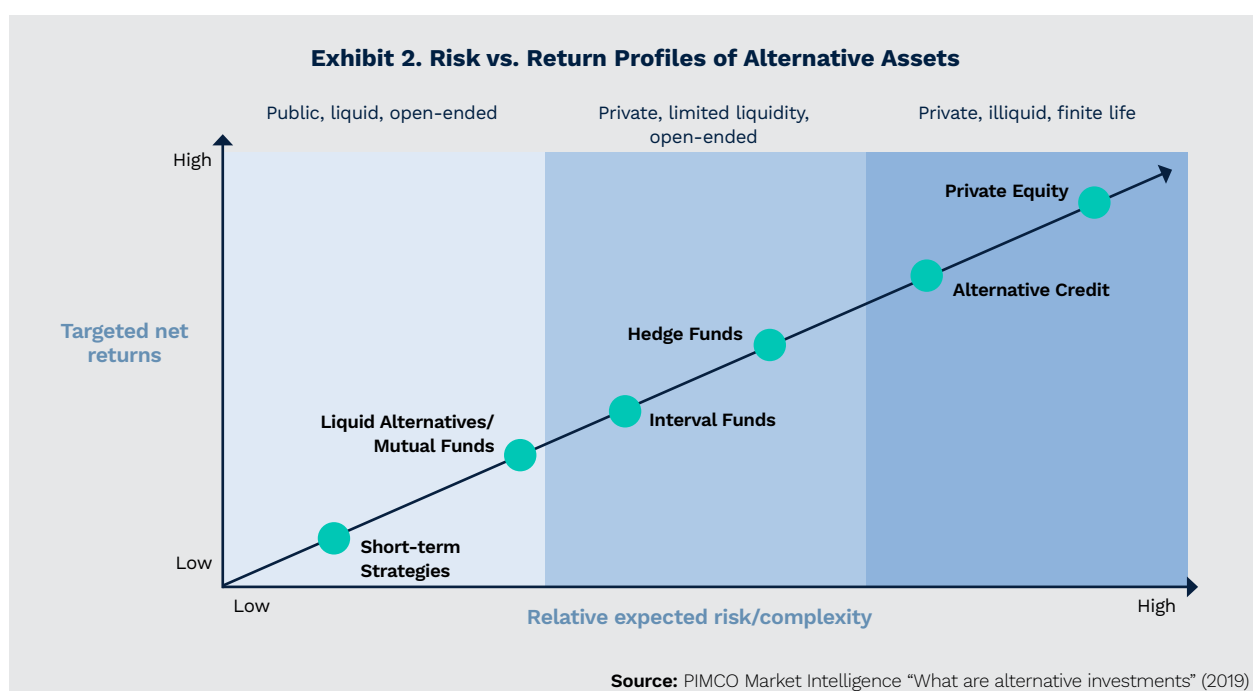 Exhibit 2. Risk vs. Return Profiles of Alternative Assets
Public, liquid, open-ended
Private, limited liquidity,
open-ended
Private, illiquid, finite life
High
Private Equity
Alternative Credit
Targeted net
returns
Hedge Funds
Liquid Alternatives/
Mutual Funds
Interval Funds
Short-term
Strategies
Low
Low
High
Relative expected risk/complexity
Source: PIMCO Market Intelligence “What are alternative investments” (2019)